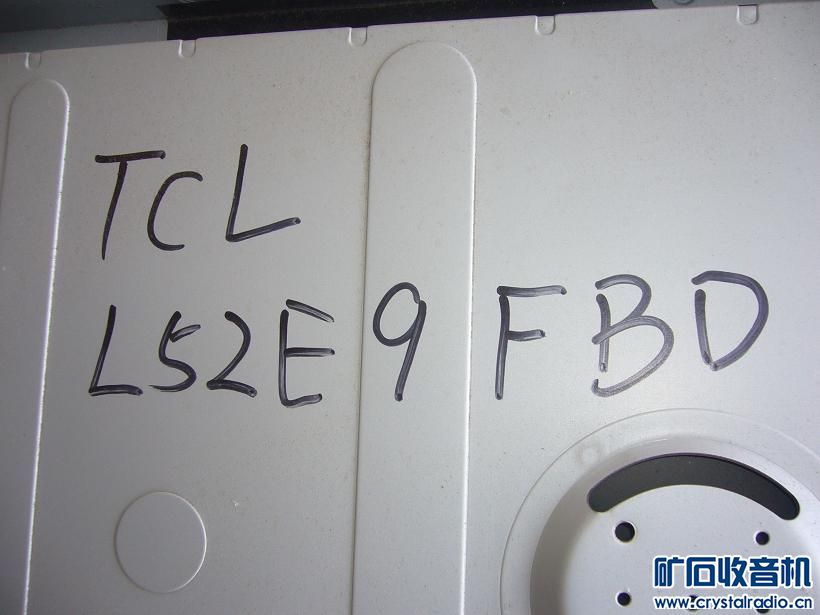 TCL
L52E9FBD
矿石收音机
www.crystalradio.cn